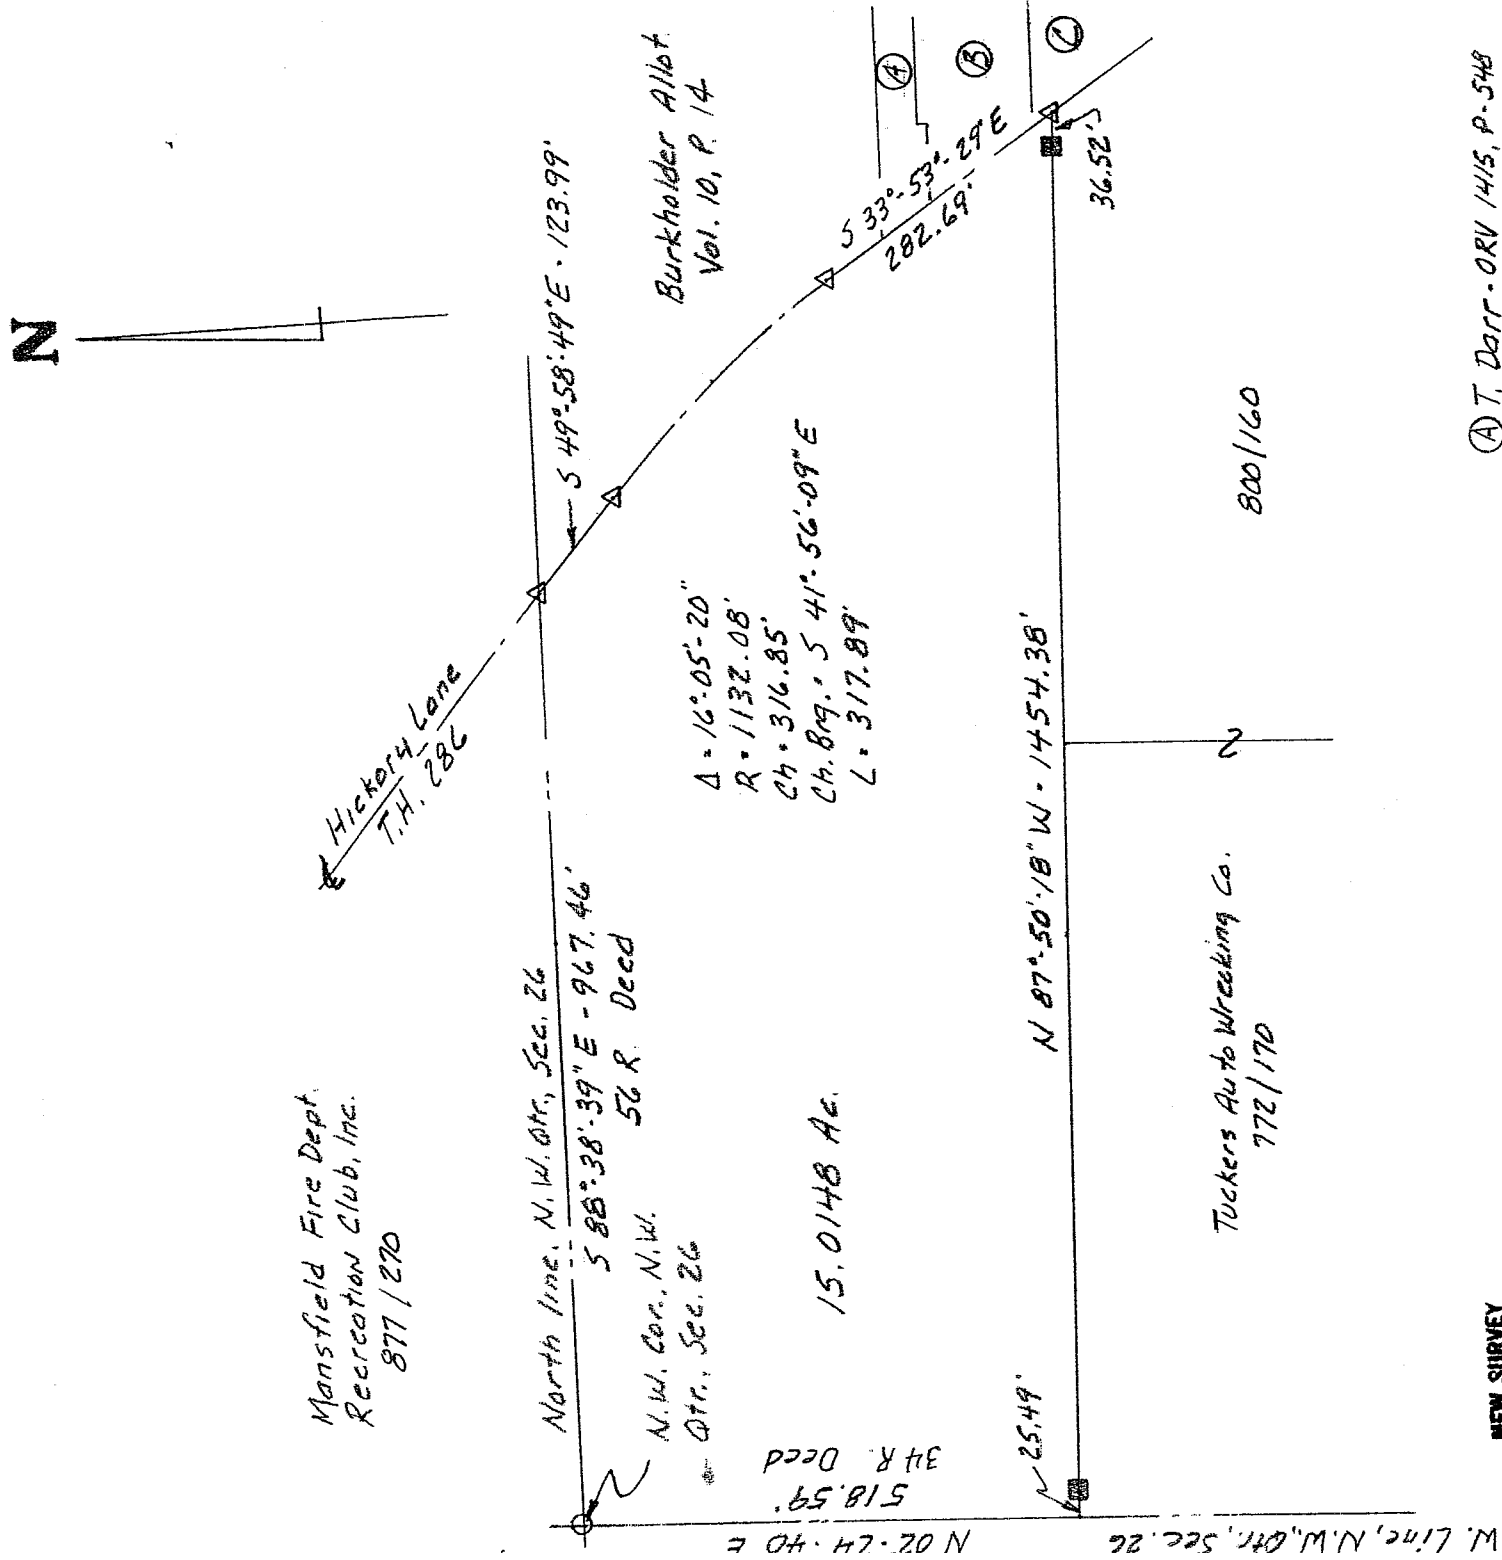 N
Mansfield Fire Dept.
Recreation Club, Inc.
877/270
Hickory Lane
T.H. 286
North line, N.W. Qtr., Sec. 26
S 88°-38'-39" E - 967.46'
56 R. Deed
S 49°-58'-49" E - 123.99'
Burkholder Allot.
Vol. 10, P. 14
N.W. Cor., N.W.
Qtr., Sec. 26
Δ = 16°-05'-20"
R = 1132.08'
Ch = 316.85'
Ch. Brg. = S 41°-56'-09" E
L = 317.89'
S 33°-53'-29" E
282.69'
A
B
C
36.52'
15.0148 Ac.
N 02-24-40 E
518.59'
34 R. Deed
W. Line, N.W. Qtr., Sec. 26
25.49'
N 87°-50'-18" W - 1454.38'
Tuckers Auto Wrecking Co.
772/170
800/160
A T. Darr - ORV 1415, P-548
NEW SURVEY